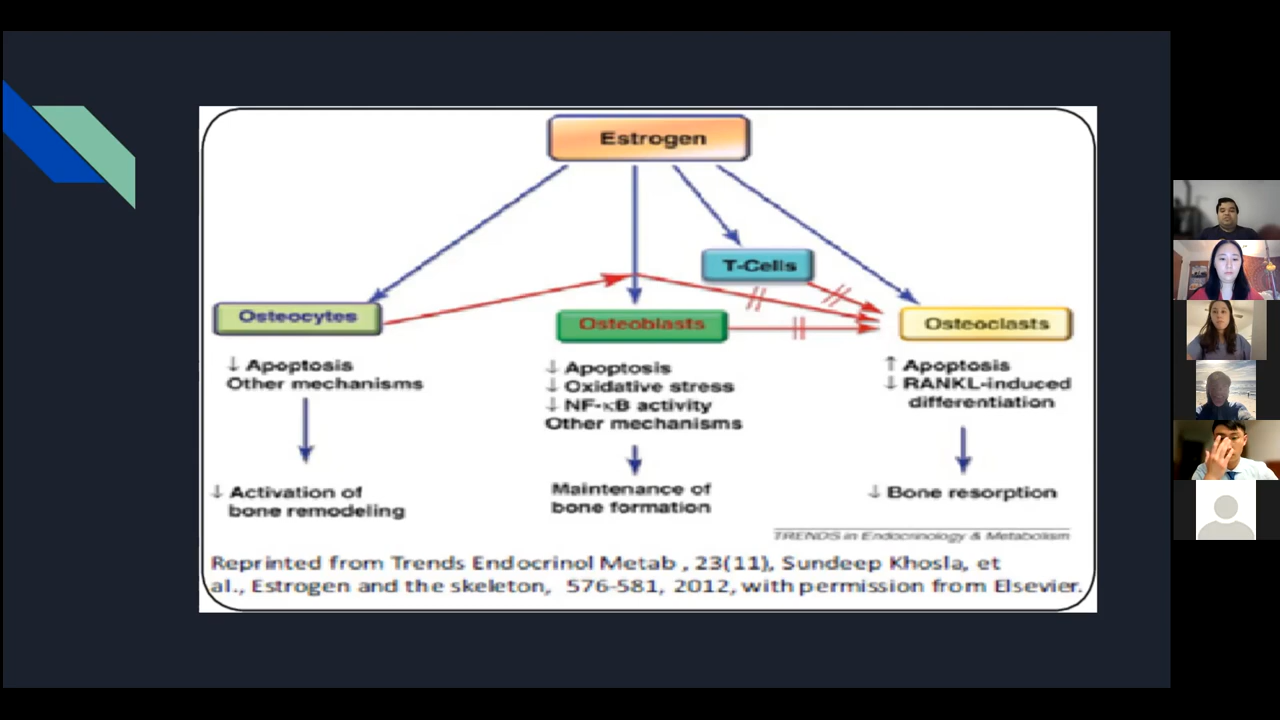 Estrogen
T-Cells
Osteocytes
Osteoblasts
Osteoclasts
↓ Apoptosis
Other mechanisms
↓ Activation of
bone remodeling
↓ Apoptosis
↓ Oxidative stress
↓ NF-κB activity
Other mechanisms
Maintenance of
bone formation
↑ Apoptosis
↓ RANKL-induced
differentiation
↓ Bone resorption
TRENDS in Endocrinology & Metabolism
Reprinted from Trends Endocrinol Metab , 23(11), Sundeep Khosla, et
al., Estrogen and the skeleton, 576-581, 2012, with permission from Elsevier.